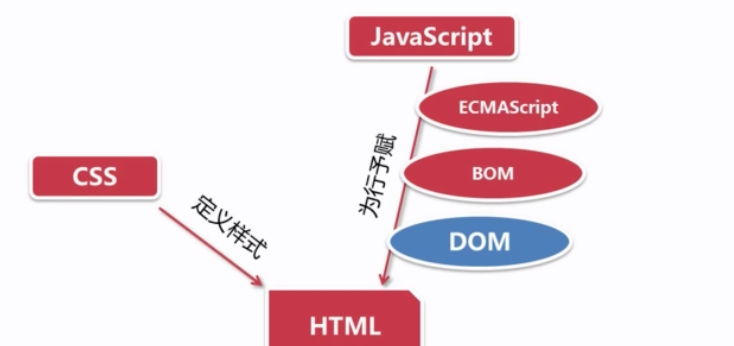 JavaScript
ECMAScript
CSS
BOM
定义样式
为行予赋
DOM
HTML